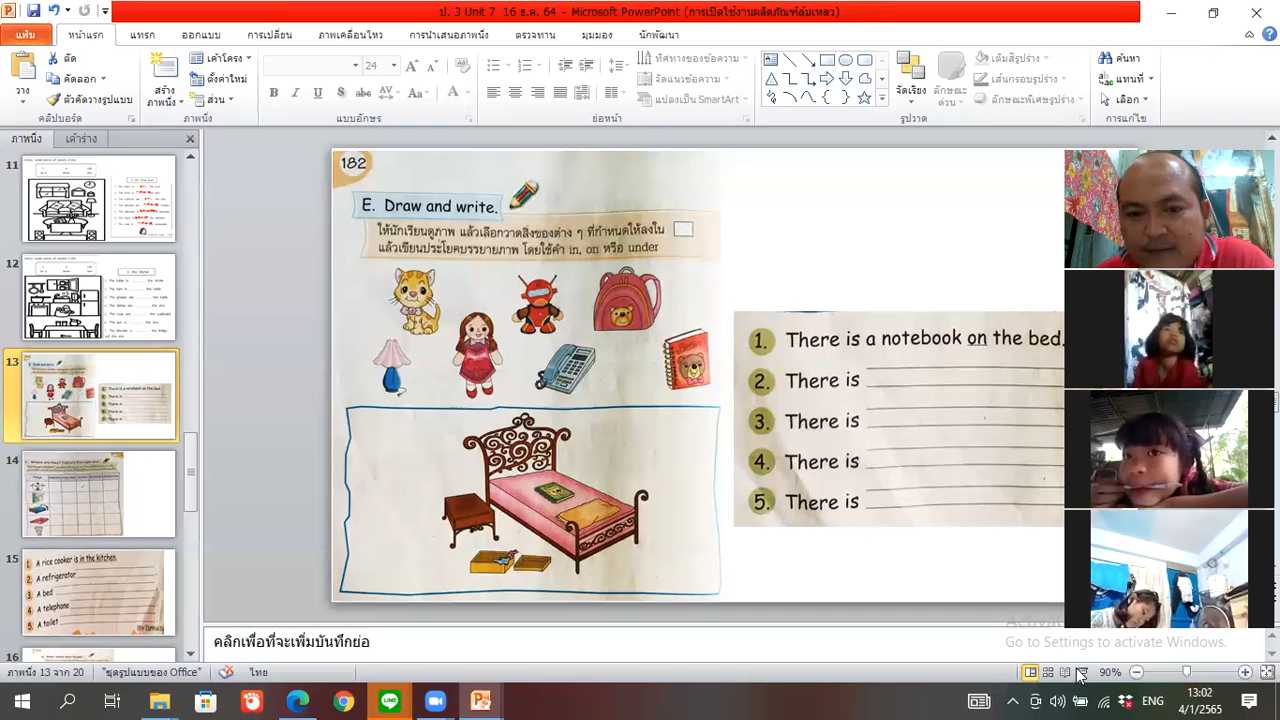 ป. 3 Unit 7 16 ธ.ค. 64 - Microsoft PowerPoint (การเปิดใช้งานผลิตภัณฑ์ล้มเหลว)
แฟ้ม หน้าแรก แทรก ออกแบบ การเปลี่ยน ภาพเคลื่อนไหว การนำเสนอภาพนิ่ง ตรวจทาน มุมมอง นักพัฒนา
วาง
ตัด
คัดลอก
ตัวคัดวางรูปแบบ
คลิปบอร์ด
สร้าง
ภาพนิ่ง
เค้าโครง
ตั้งค่าใหม่
ส่วน
ภาพนิ่ง
24
B I U S abc AV Aa A
แบบอักษร
ทิศทางของข้อความ
จัดแนวข้อความ
แปลงเป็น SmartArt
ย่อหน้า
จัดเรียง
ลักษณะ
ด่วน
เติมสีรูปร่าง
เส้นกรอบรูปร่าง
ลักษณะพิเศษรูปร่าง
รูปวาด
ค้นหา
แทนที่
เลือก
การแก้ไข
ภาพนิ่ง เค้าร่าง
11
12
13
14
15
1. A rice cooker is in the kitchen.
2. A refrigerator
3. A bed
4. A telephone
5. A toilet
16
182
E. Draw and write.
ให้นักเรียนดูภาพ แล้วเลือกวาดสิ่งของต่าง ๆ ที่กำหนดให้ลงใน
แล้วเขียนประโยคบรรยายภาพ โดยใช้คำ in, on หรือ under
1. There is a notebook on the bed.
2. There is
3. There is
4. There is
5. There is
คลิกเพื่อที่จะเพิ่มบันทึกย่อ
Go to Settings to activate Windows.
ภาพนิ่ง 13 จาก 20 "ชุดรูปแบบของ Office" ไทย 90%
LINE
ENG
13:02
4/1/2565